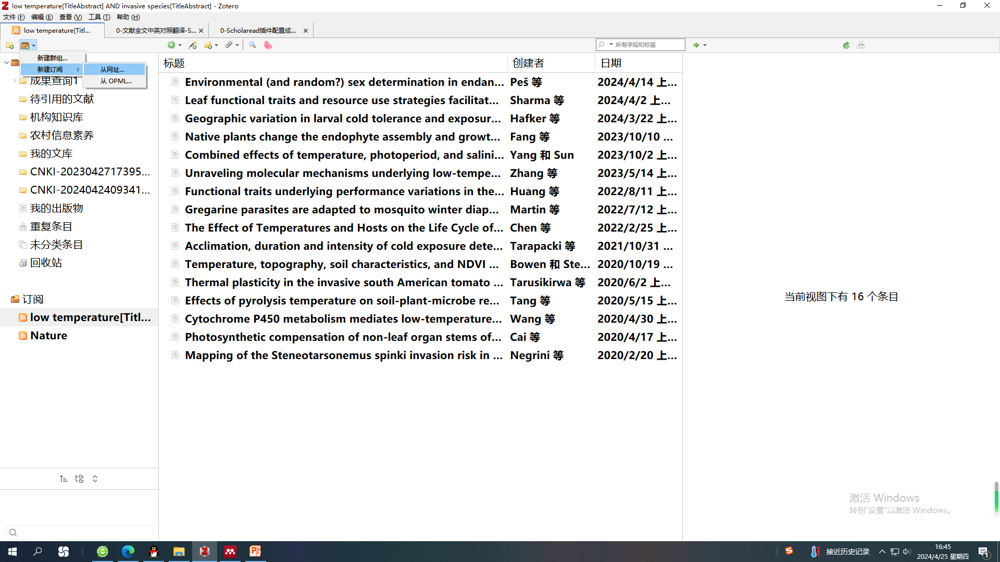 low temperature[TitleAbstract] AND invasive species[TitleAbstract] - Zotero
文件 (F) 编辑 (E) 查看 (V) 工具 (T) 帮助 (H)
low temperature[Titl...
0-文献全文中英对照翻译-S...
0-Scholaread插件配置成...
所有字段和标签
新建群组...
新建订阅
从网址...
从 OPML...
成果查询1
待引用的文献
机构知识库
农村信息素养
我的文库
CNKI-2023042717395...
CNKI-2024042409341...
我的出版物
重复条目
未分类条目
回收站
订阅
low temperature[Titl...
Nature
标题 创建者 日期
Environmental (and random?) sex determination in endan... Peš 等 2024/4/14 上...
Leaf functional traits and resource use strategies facilitat... Sharma 等 2024/4/2 上...
Geographic variation in larval cold tolerance and exposur... Hafker 等 2024/3/22 上...
Native plants change the endophyte assembly and growt... Fang 等 2023/10/10 ...
Combined effects of temperature, photoperiod, and salini... Yang 和 Sun 2023/10/2 上...
Unraveling molecular mechanisms underlying low-tempe... Zhang 等 2023/5/14 上...
Functional traits underlying performance variations in the... Huang 等 2022/8/11 上...
Gregarine parasites are adapted to mosquito winter diap... Martin 等 2022/7/12 上...
The Effect of Temperatures and Hosts on the Life Cycle of... Chen 等 2022/2/25 上...
Acclimation, duration and intensity of cold exposure dete... Tarapacki 等 2021/10/31 ...
Temperature, topography, soil characteristics, and NDVI ... Bowen 和 Ste... 2020/10/19 ...
Thermal plasticity in the invasive south American tomato ... Tarusikirwa 等 2020/6/2 上...
Effects of pyrolysis temperature on soil-plant-microbe re... Tang 等 2020/5/15 上...
Cytochrome P450 metabolism mediates low-temperature... Wang 等 2020/4/30 上...
Photosynthetic compensation of non-leaf organ stems of... Cai 等 2020/4/17 上...
Mapping of the Steneotarsonemus spinki invasion risk in ... Negrini 等 2020/2/20 上...
当前视图下有 16 个条目
激活 Windows
转到“设置”以激活 Windows。
接近历史记录
16:45
2024/4/25 星期四
1